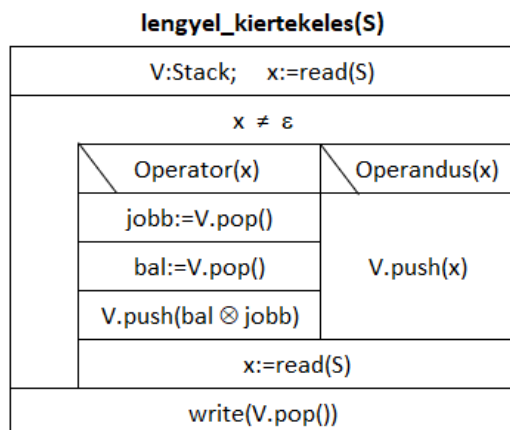 lengyel_kiertekeles(S)
V:Stack; x:=read(S)
x ≠ ε
Operator(x) Operandus(x)
jobb:=V.pop()
bal:=V.pop()
V.push(x)
V.push(bal ⊗ jobb)
x:=read(S)
write(V.pop())